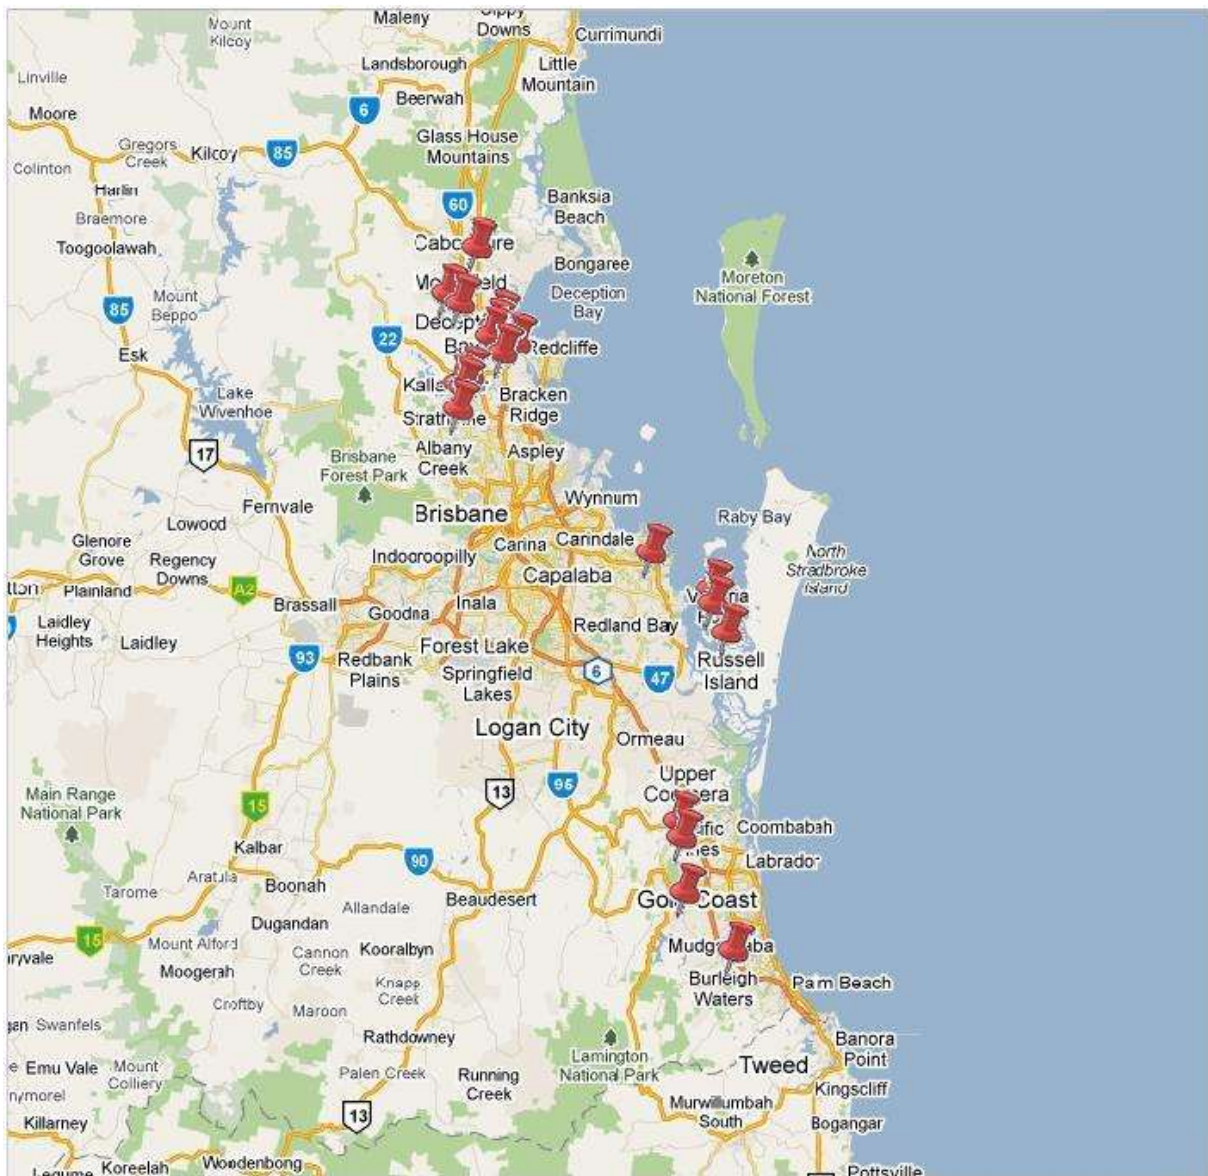 Maleny
Gippy
Downs
Currimundi
Mount
Kilcoy
Landsborough
Little
Mountain
Linville
Beerwah
6
Moore
Glass House
Mountains
Gregors
Creek
Kilcoy
85
Colinton
Harlin
Banksia
Beach
60
Braemore
Toogoolawah
Bongaree
Moreton
National Forest
Deception
Bay
Mount
Beppo
85
22
Redcliffe
Esk
Lake
Wivenhoe
Bracken
Ridge
17
Albany
Creek
Aspley
Brisbane
Forest Park
Fernvale
Wynnum
Brisbane
Raby Bay
Lowood
Glenore
Grove
Carina
Carindale
Indooroopilly
North
Stradbroke
Island
Regency
Downs
Capalaba
Plainland
A2
Brassall
Goodna
Inala
Redland Bay
Laidley
Heights
Laidley
93
Redbank
Plains
Forest Lake
6
47
Russell
Island
Springfield
Lakes
Logan City
Ormeau
Upper
13
95
Main Range
National Park
15
Coombabah
Kalbar
90
Labrador
Aratula
Boonah
Tarome
Beaudesert
Allandale
Dugandan
15
Mount Alford
Cannon
Creek
Kooralbyn
Moogerah
Burleigh
Waters
Palm Beach
Knapp
Creek
Croftby
Maroon
Swanfels
Rathdowney
Banora
Point
Lamington
National Park
Tweed
Emu Vale
Mount
Colliery
Palen Creek
Running
Creek
Kingscliff
Murwillumbah
South
Killarney
13
Bogangar
Legume
Koreelah
Woodenbong
Pottsville